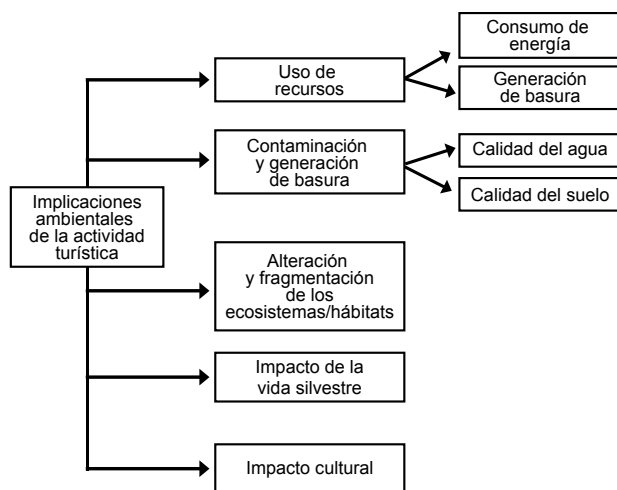 Implicaciones
ambientales
de la actividad
turística
Uso de
recursos
Consumo de
energía
Generación
de basura
Contaminación
y generación
de basura
Calidad del agua
Calidad del suelo
Alteración
y fragmentación
de los
ecosistemas/hábitats
Impacto de la
vida silvestre
Impacto cultural